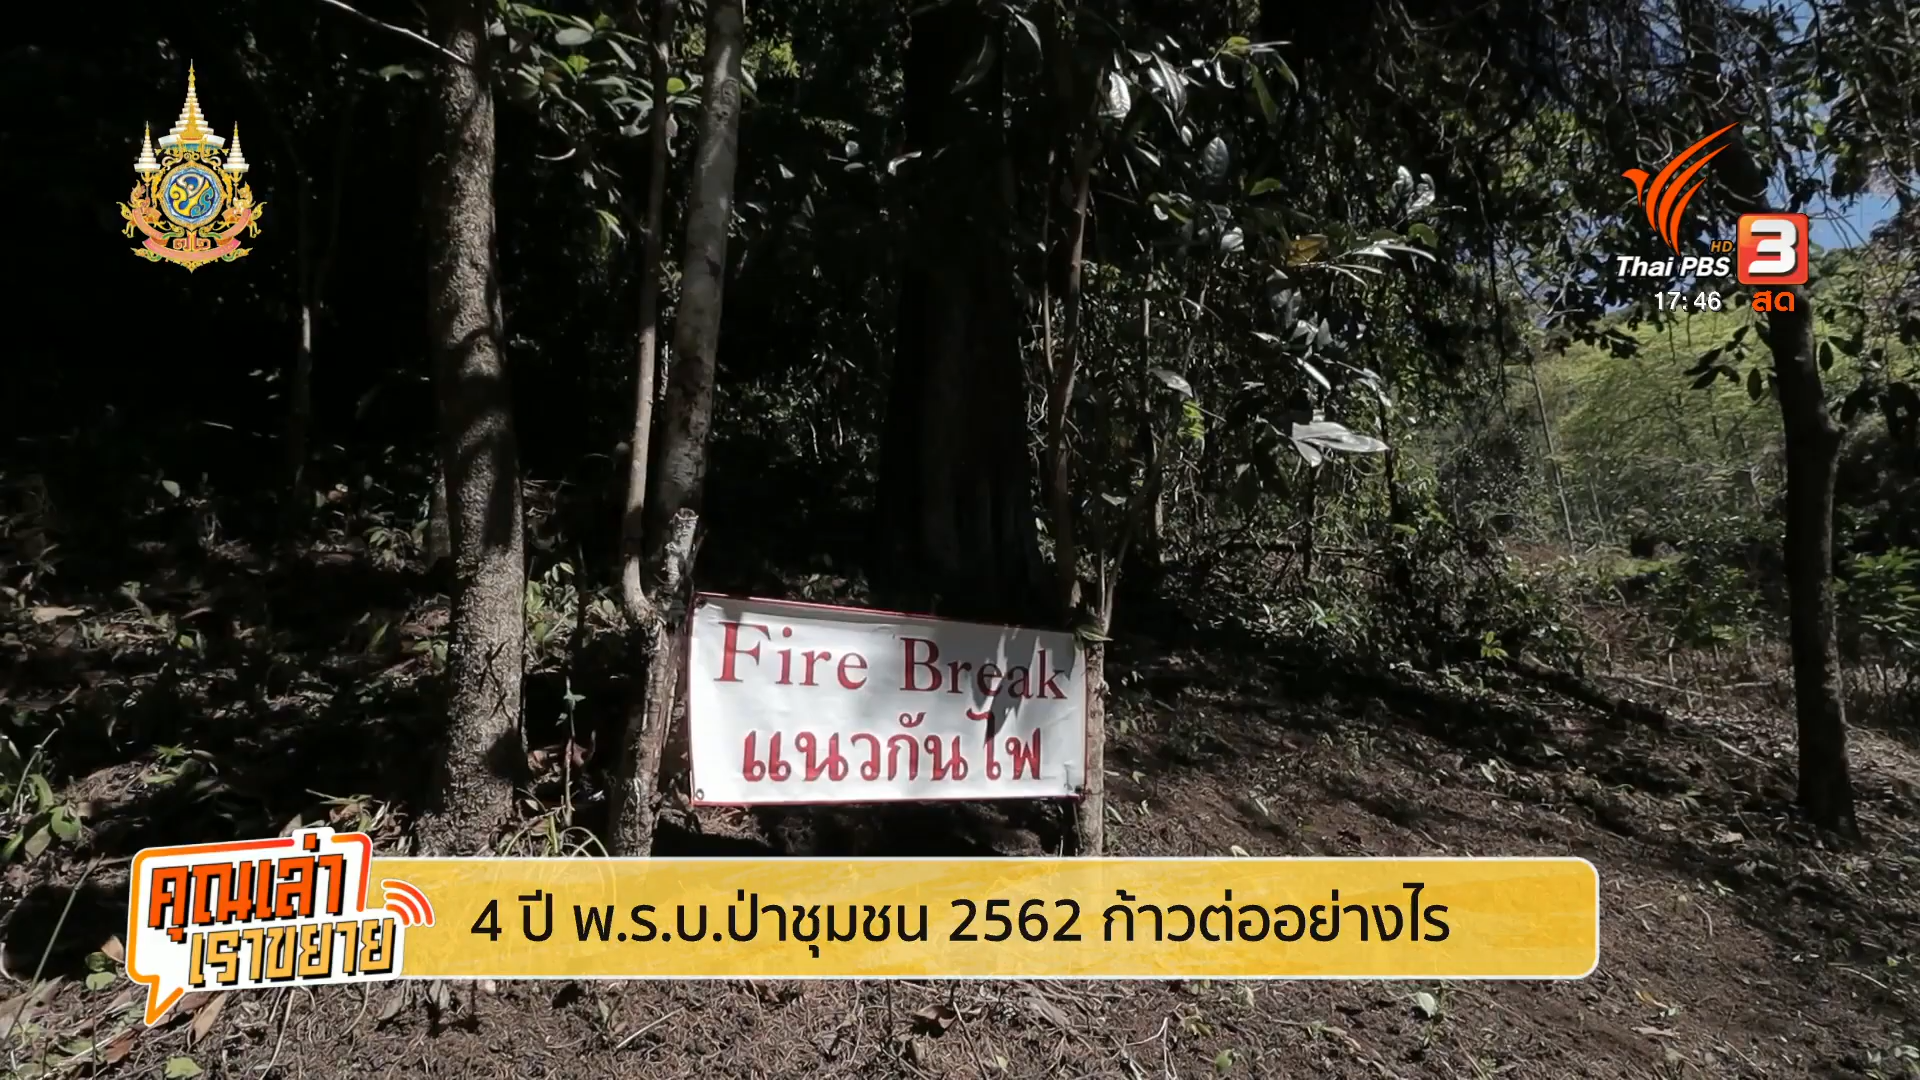 ๗๒
HD
3
Thai PBS
17:46 สด
Fire Break
แนวกันไฟ
คุณเล่า
เราขยาย
4 ปี พ.ร.บ.ป่าชุมชน 2562 ก้าวต่ออย่างไร